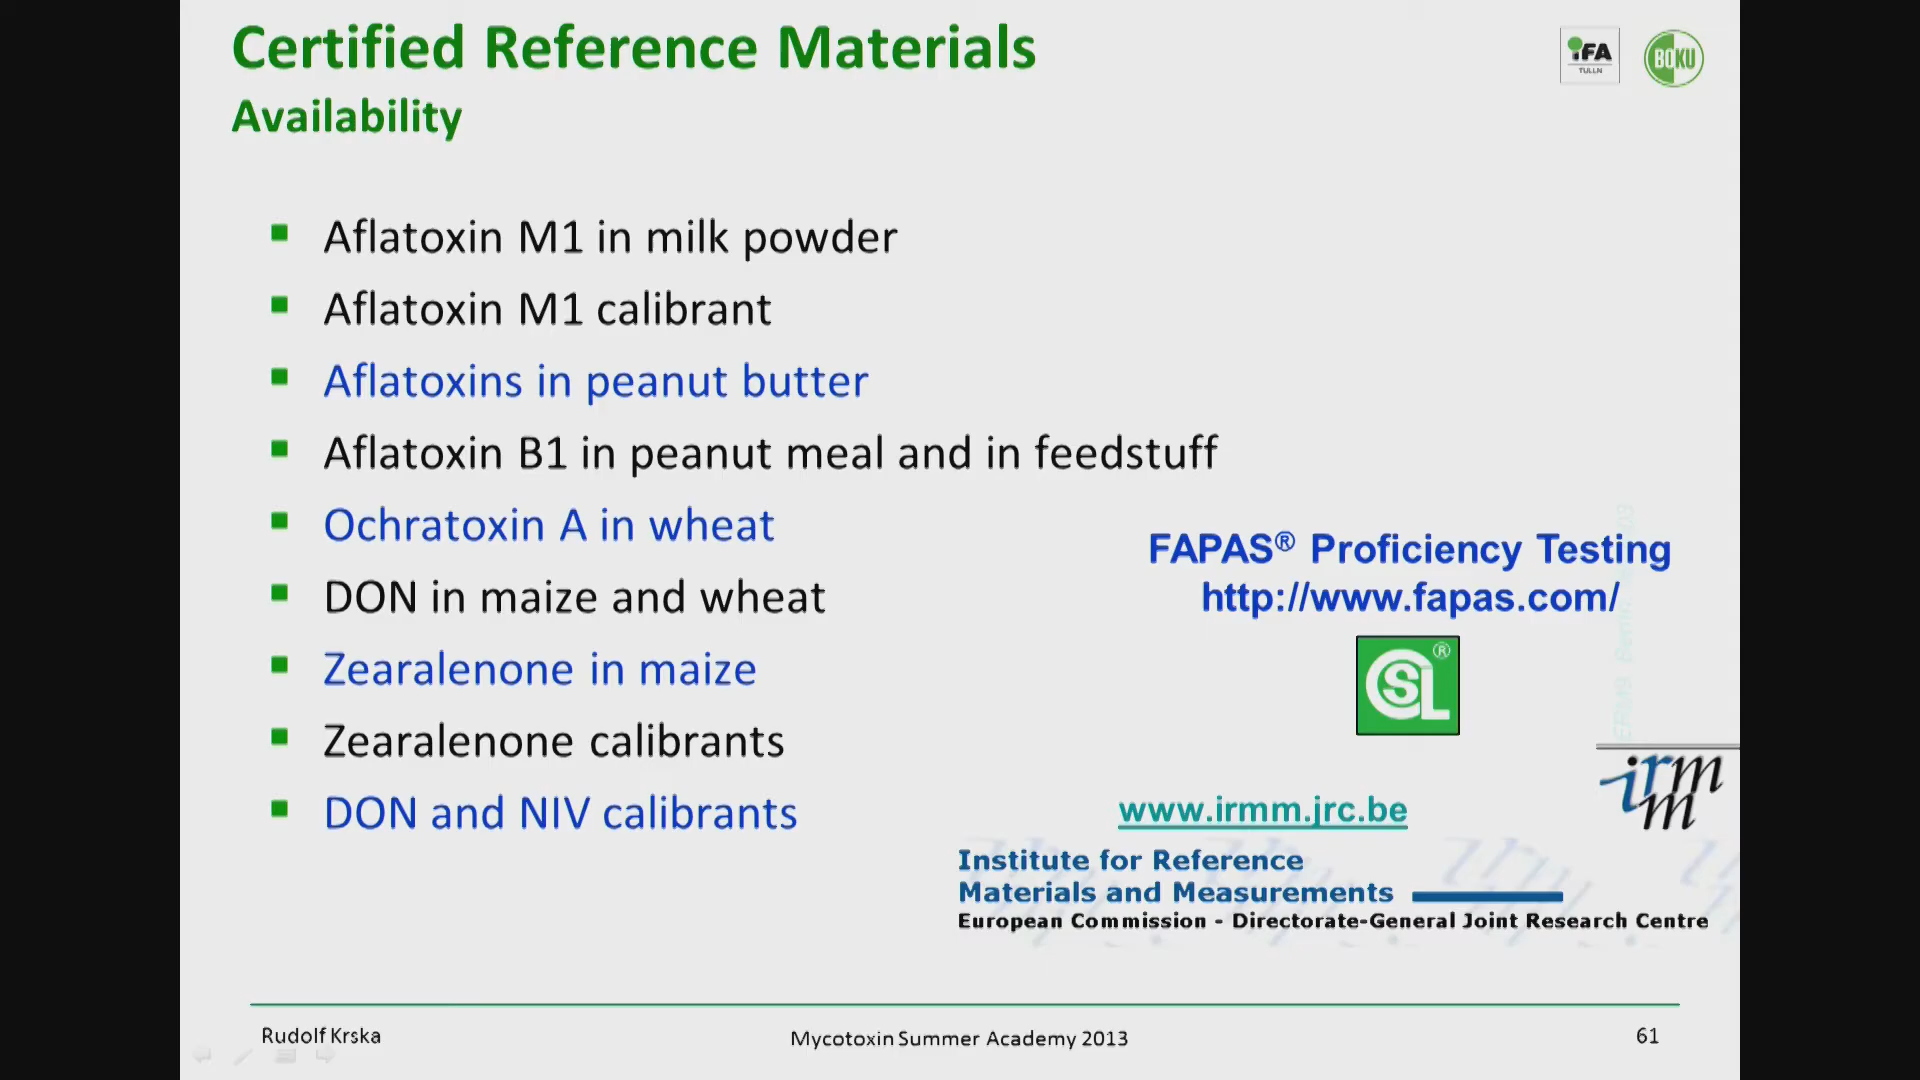 Certified Reference Materials
Availability
iFA
TULLN
BOKU
Aflatoxin M1 in milk powder
Aflatoxin M1 calibrant
Aflatoxins in peanut butter
Aflatoxin B1 in peanut meal and in feedstuff
Ochratoxin A in wheat
DON in maize and wheat
Zearalenone in maize
Zearalenone calibrants
DON and NIV calibrants
FAPAS® Proficiency Testing
http://www.fapas.com/
CSL®
irmm
www.irmm.jrc.be
Institute for Reference
Materials and Measurements
European Commission - Directorate-General Joint Research Centre
Rudolf Krska
Mycotoxin Summer Academy 2013
61